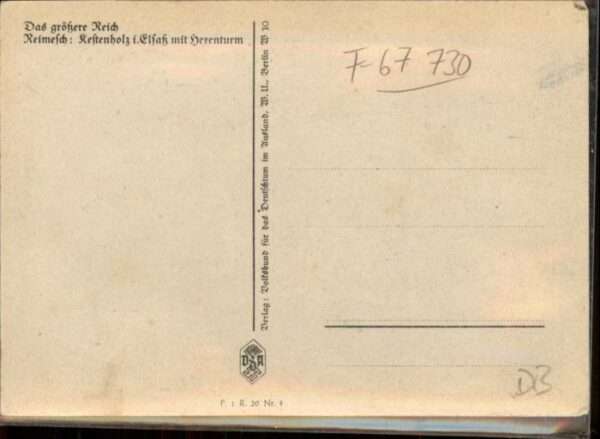 Das größere Reich
Reimesch: Kestenholz i.Elsaß mit Hexenturm
F 67 730
Verlag: Volksbund für das Deutschtum im Ausland, W.U., Berlin W 30
VDA
P. 1 R. 20 Nr. 4
DB